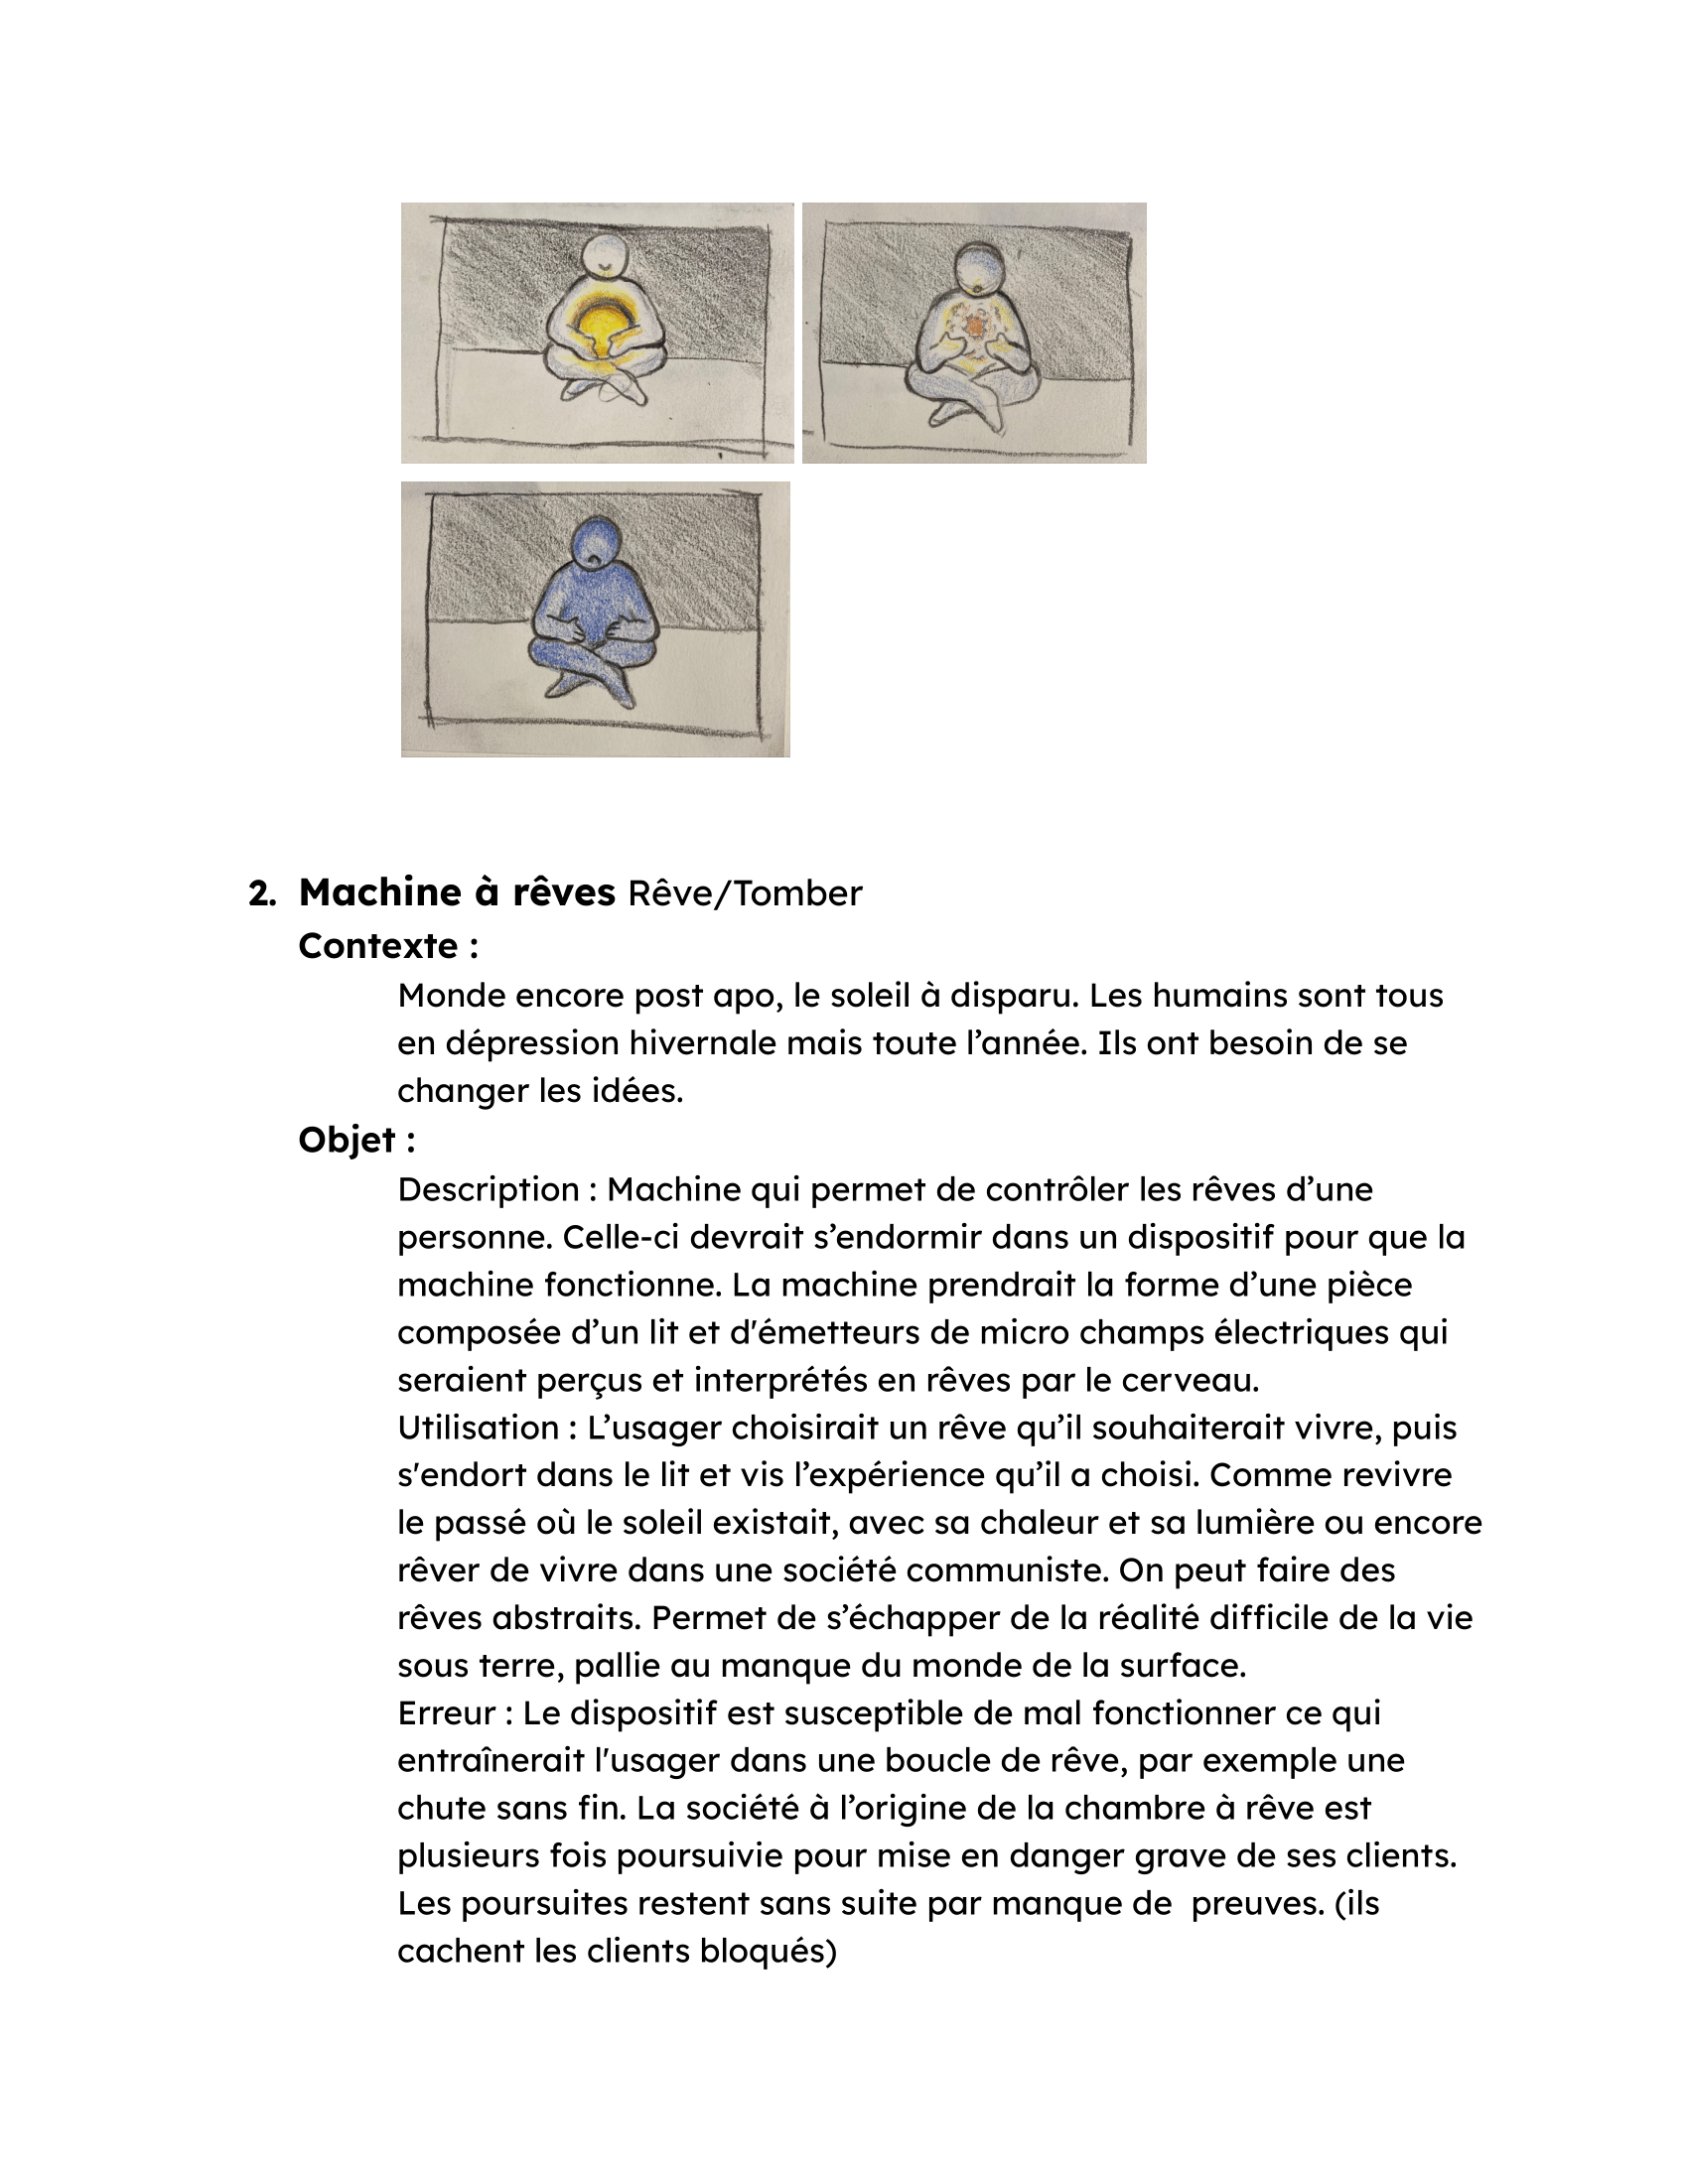 2. Machine à rêves Rêve/Tomber
Contexte :
Monde encore post apo, le soleil à disparu. Les humains sont tous
en dépression hivernale mais toute l’année. Ils ont besoin de se
changer les idées.
Objet :
Description : Machine qui permet de contrôler les rêves d’une
personne. Celle-ci devrait s’endormir dans un dispositif pour que la
machine fonctionne. La machine prendrait la forme d’une pièce
composée d’un lit et d'émetteurs de micro champs électriques qui
seraient perçus et interprétés en rêves par le cerveau.
Utilisation : L’usager choisirait un rêve qu’il souhaiterait vivre, puis
s'endort dans le lit et vis l’expérience qu’il a choisi. Comme revivre
le passé où le soleil existait, avec sa chaleur et sa lumière ou encore
rêver de vivre dans une société communiste. On peut faire des
rêves abstraits. Permet de s’échapper de la réalité difficile de la vie
sous terre, pallie au manque du monde de la surface.
Erreur : Le dispositif est susceptible de mal fonctionner ce qui
entraînerait l'usager dans une boucle de rêve, par exemple une
chute sans fin. La société à l’origine de la chambre à rêve est
plusieurs fois poursuivie pour mise en danger grave de ses clients.
Les poursuites restent sans suite par manque de  preuves. (ils
cachent les clients bloqués)